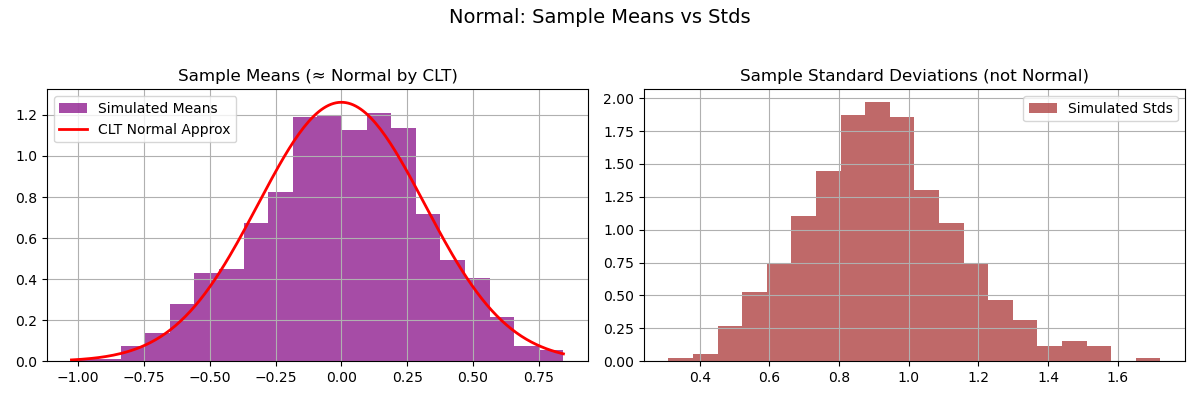 Normal: Sample Means vs Stds
Sample Means (≈ Normal by CLT)
Simulated Means
CLT Normal Approx
1.2
1.0
0.8
0.6
0.4
0.2
0.0
−1.00 −0.75 −0.50 −0.25 0.00 0.25 0.50 0.75
Sample Standard Deviations (not Normal)
Simulated Stds
2.00
1.75
1.50
1.25
1.00
0.75
0.50
0.25
0.00
0.4 0.6 0.8 1.0 1.2 1.4 1.6